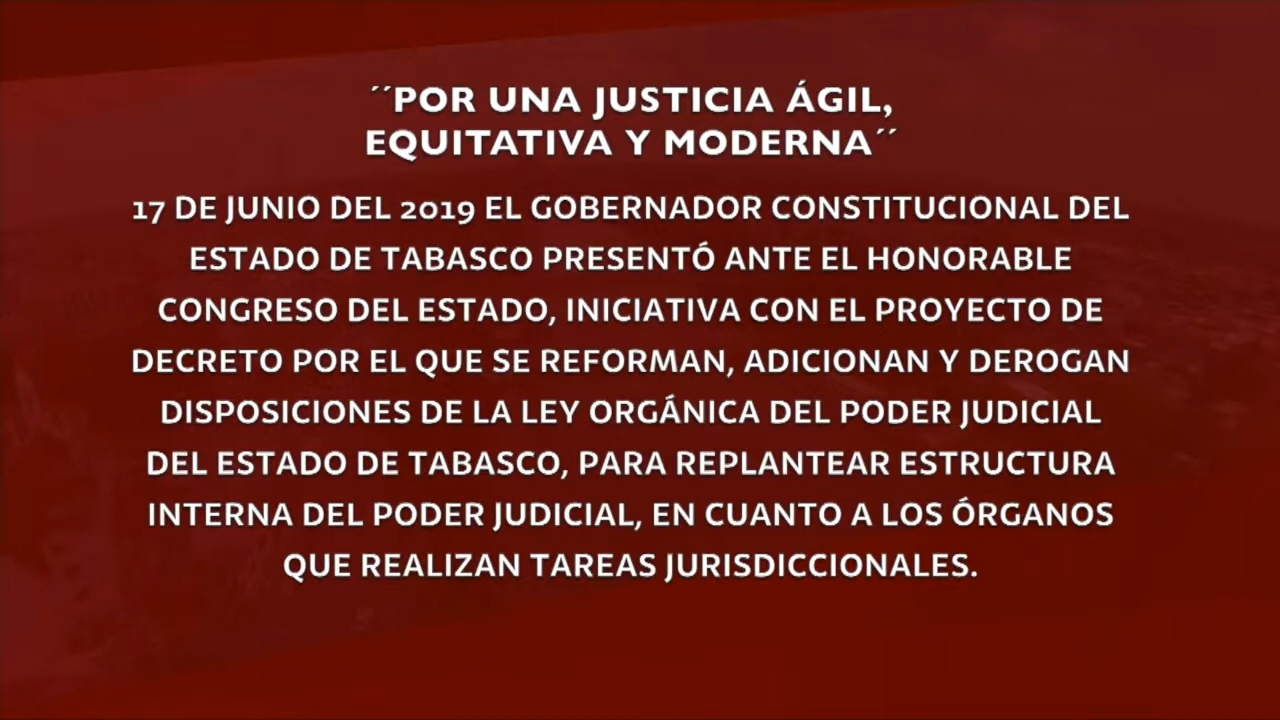 ´´POR UNA JUSTICIA ÁGIL,
EQUITATIVA Y MODERNA´´
17 DE JUNIO DEL 2019 EL GOBERNADOR CONSTITUCIONAL DEL
ESTADO DE TABASCO PRESENTÓ ANTE EL HONORABLE
CONGRESO DEL ESTADO, INICIATIVA CON EL PROYECTO DE
DECRETO POR EL QUE SE REFORMAN, ADICIONAN Y DEROGAN
DISPOSICIONES DE LA LEY ORGÁNICA DEL PODER JUDICIAL
DEL ESTADO DE TABASCO, PARA REPLANTEAR ESTRUCTURA
INTERNA DEL PODER JUDICIAL, EN CUANTO A LOS ÓRGANOS
QUE REALIZAN TAREAS JURISDICCIONALES.